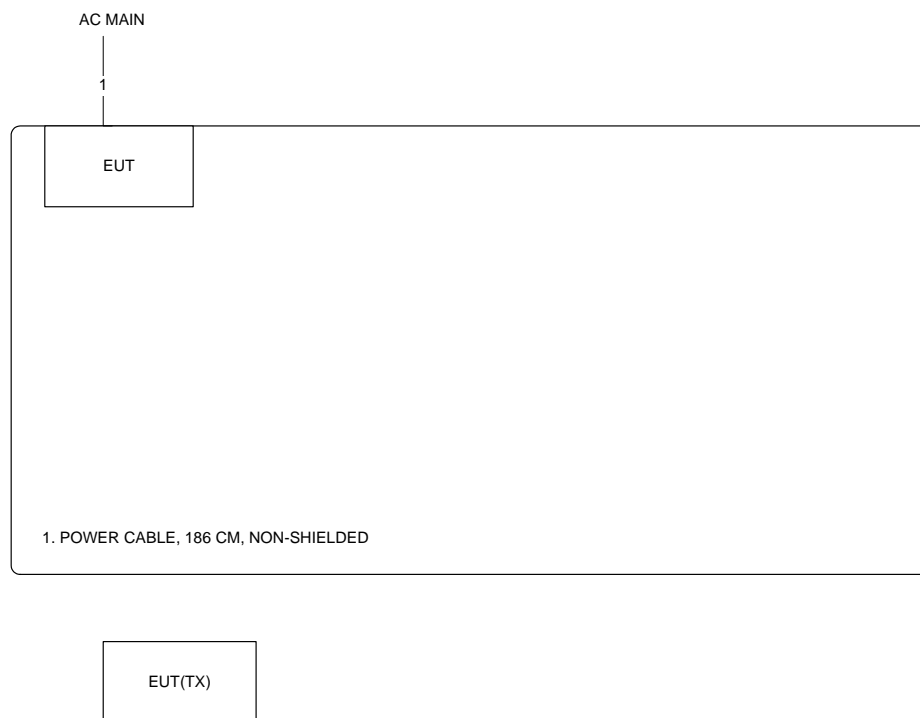 AC MAIN
1
EUT
1. POWER CABLE, 186 CM, NON-SHIELDED
EUT(TX)